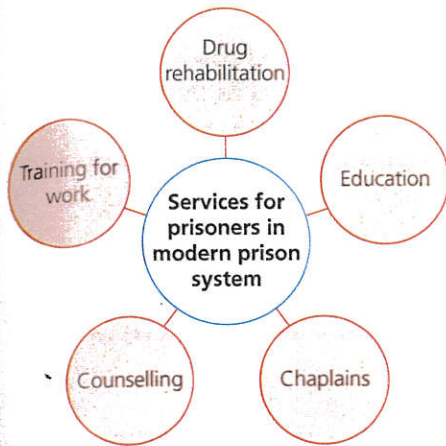 Drug
rehabilitation
Training for
work
Education
Services for
prisoners in
modern prison
system
Counselling
Chaplains